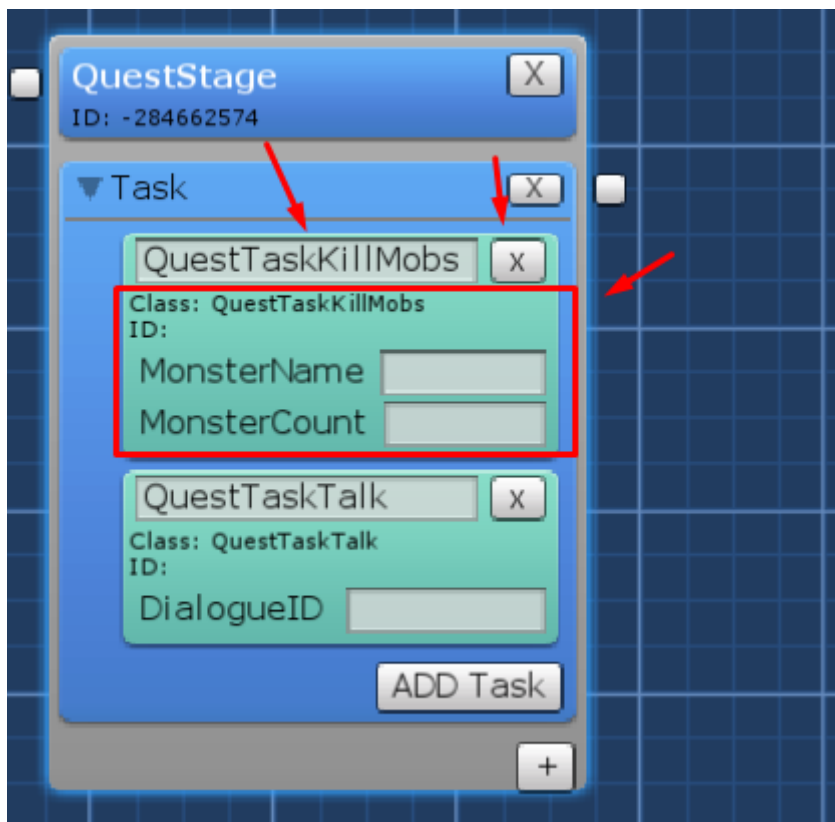 QuestStage X
ID: -284662574
Task X
QuestTaskKillMobs X
Class: QuestTaskKillMobs
ID:
MonsterName
MonsterCount
QuestTaskTalk X
Class: QuestTaskTalk
ID:
DialogueID
ADD Task
+